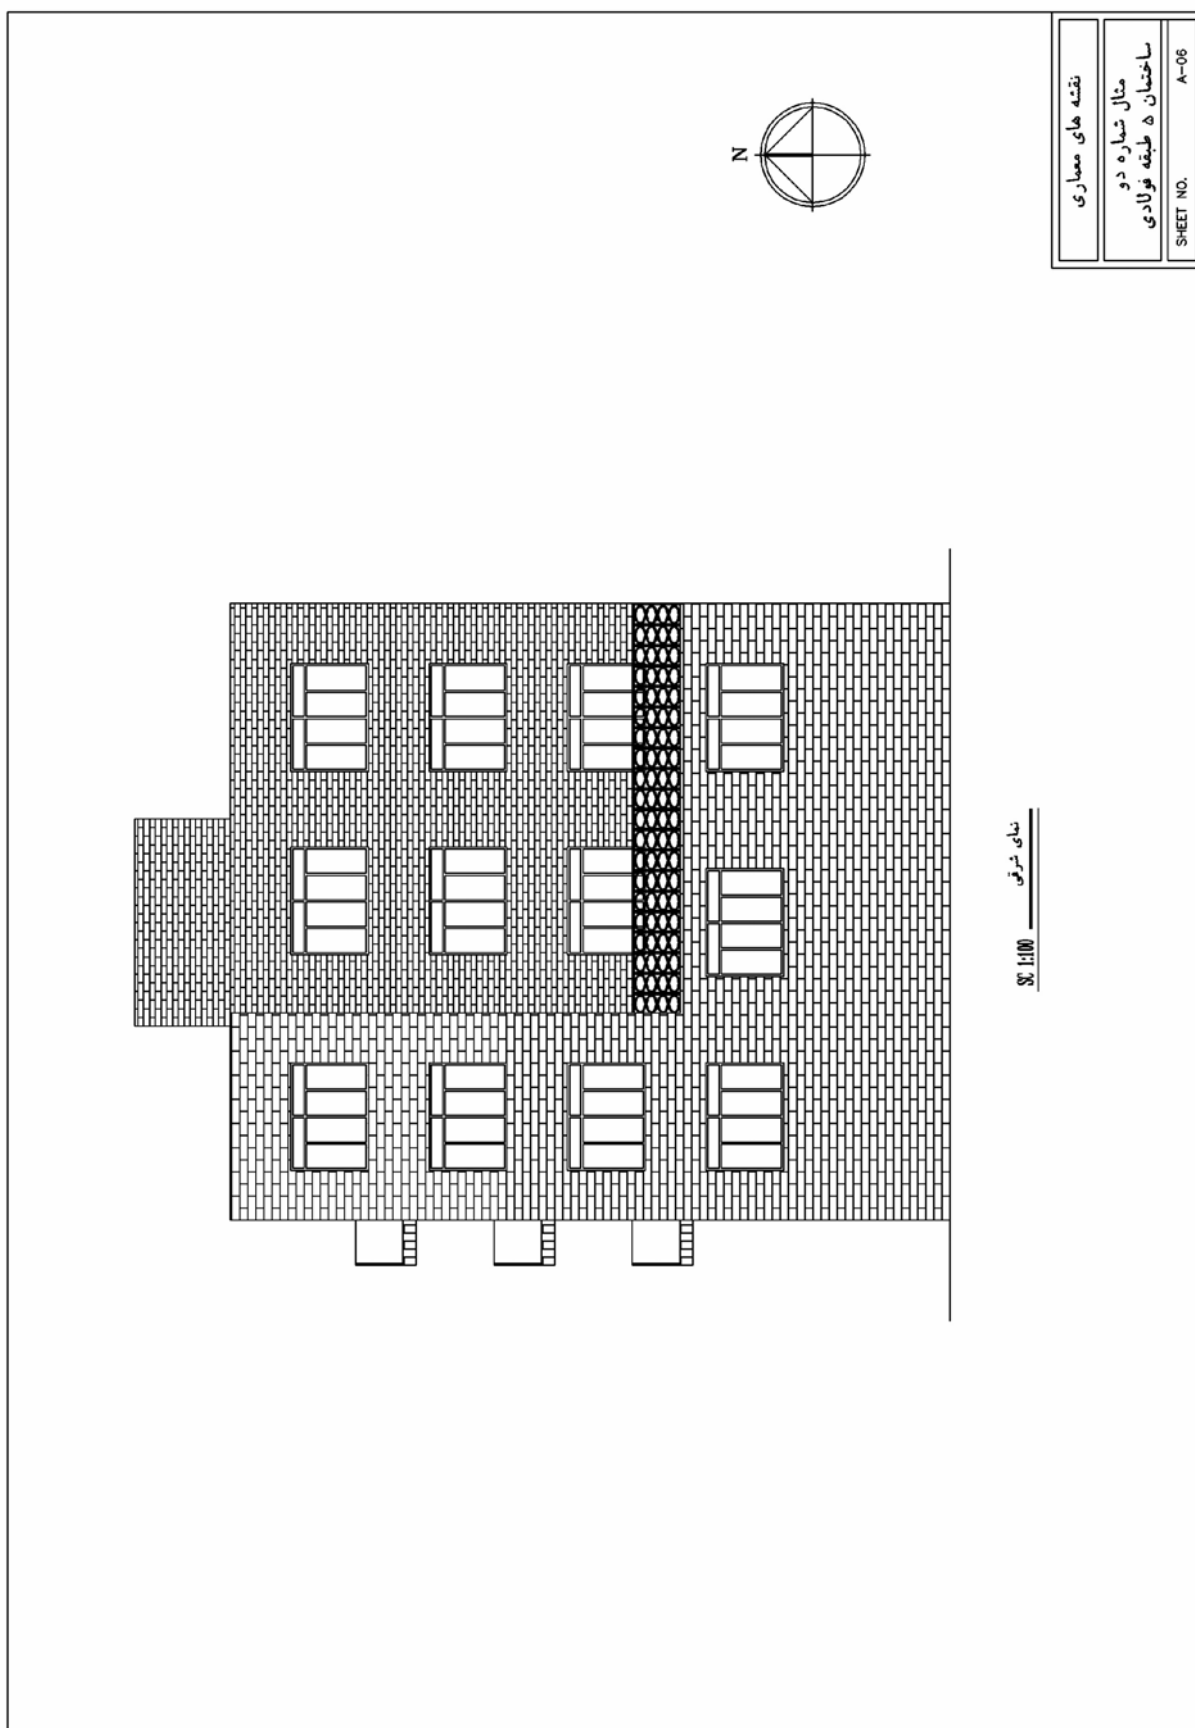 N
نقشه های معماری
مثال شماره دو
ساختمان ۵ طبقه فولادی
SHEET NO. A-06
نمای شرقی
SC 1:100